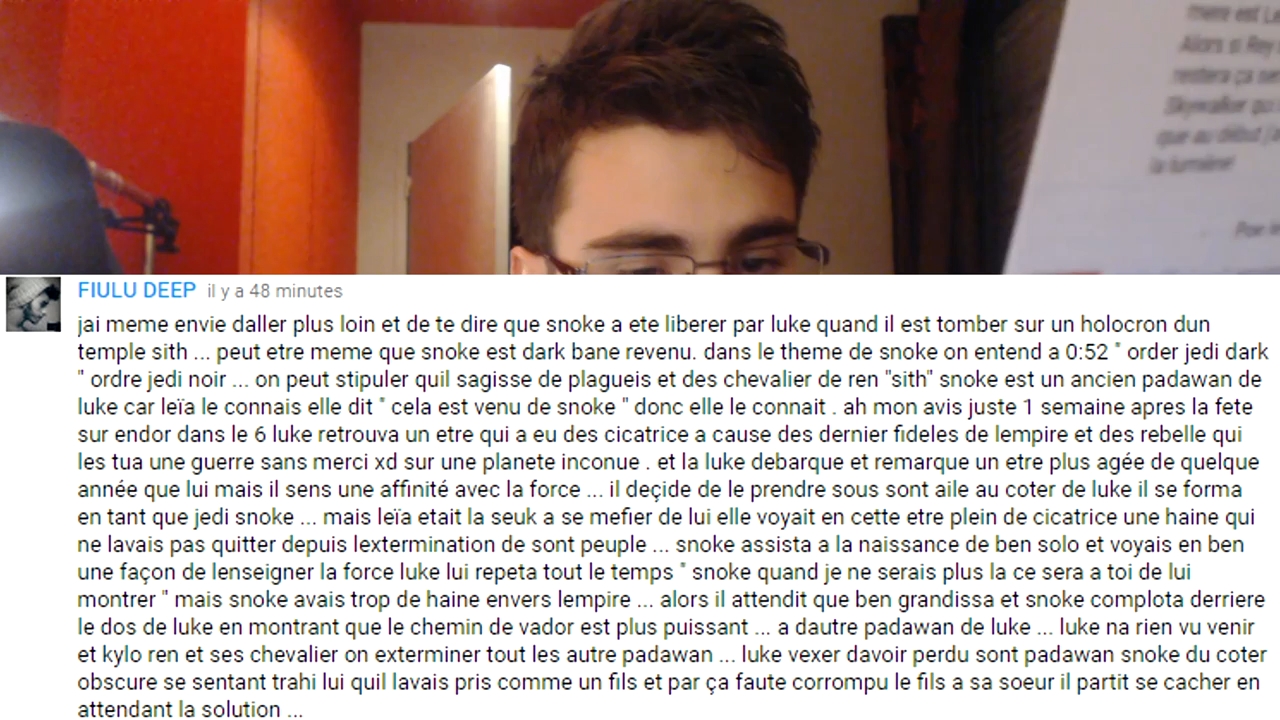 mere est Le
Alors si Rey
restera ça se
Skywalker qu
que au début j'a
la lumière!
FIULU DEEP il y a 48 minutes
jai meme envie daller plus loin et de te dire que snoke a ete liberer par luke quand il est tomber sur un holocron dun
temple sith ... peut etre meme que snoke est dark bane revenu. dans le theme de snoke on entend a 0:52 " order jedi dark
" ordre jedi noir ... on peut stipuler quil sagisse de plagueis et des chevalier de ren "sith" snoke est un ancien padawan de
luke car leïa le connais elle dit " cela est venu de snoke " donc elle le connait . ah mon avis juste 1 semaine apres la fete
sur endor dans le 6 luke retrouva un etre qui a eu des cicatrice a cause des dernier fideles de lempire et des rebelle qui
les tua une guerre sans merci xd sur une planete inconue . et la luke debarque et remarque un etre plus agée de quelque
année que lui mais il sens une affinité avec la force ... il deçide de le prendre sous sont aile au coter de luke il se forma
en tant que jedi snoke ... mais leïa etait la seuk a se mefier de lui elle voyait en cette etre plein de cicatrice une haine qui
ne lavais pas quitter depuis lextermination de sont peuple ... snoke assista a la naissance de ben solo et voyais en ben
une façon de lenseigner la force luke lui repeta tout le temps " snoke quand je ne serais plus la ce sera a toi de lui
montrer " mais snoke avais trop de haine envers lempire ... alors il attendit que ben grandissa et snoke complota derriere
le dos de luke en montrant que le chemin de vador est plus puissant ... a dautre padawan de luke ... luke na rien vu venir
et kylo ren et ses chevalier on exterminer tout les autre padawan ... luke vexer davoir perdu sont padawan snoke du coter
obscure se sentant trahi lui quil lavais pris comme un fils et par ça faute corrompu le fils a sa soeur il partit se cacher en
attendant la solution ...